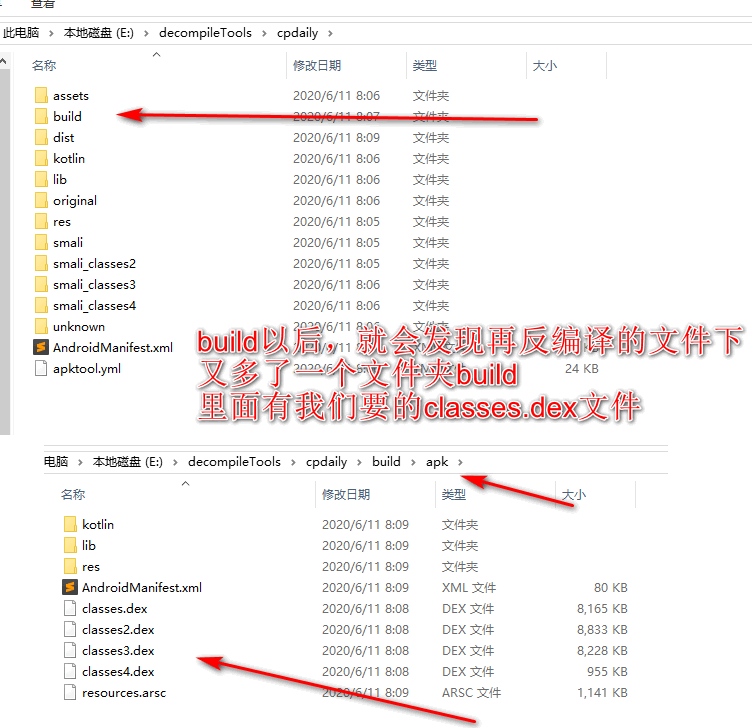 查看
此电脑 › 本地磁盘 (E:) › decompileTools › cpdaily ›
名称 修改日期 类型 大小
assets 2020/6/11 8:06 文件夹
build 2020/6/11 8:07 文件夹
dist 2020/6/11 8:09 文件夹
kotlin 2020/6/11 8:06 文件夹
lib 2020/6/11 8:06 文件夹
original 2020/6/11 8:06 文件夹
res 2020/6/11 8:06 文件夹
smali 2020/6/11 8:05 文件夹
smali_classes2 2020/6/11 8:05 文件夹
smali_classes3 2020/6/11 8:06 文件夹
smali_classes4 2020/6/11 8:06 文件夹
unknown
AndroidManifest.xml
apktool.yml 24 KB
build以后，就会发现再反编译的文件下
又多了一个文件夹build
里面有我们要的classes.dex文件
电脑 › 本地磁盘 (E:) › decompileTools › cpdaily › build › apk ›
名称 修改日期 类型 大小
kotlin 2020/6/11 8:09 文件夹
lib 2020/6/11 8:09 文件夹
res 2020/6/11 8:09 文件夹
AndroidManifest.xml 2020/6/11 8:09 XML 文件 80 KB
classes.dex 2020/6/11 8:08 DEX 文件 8,165 KB
classes2.dex 2020/6/11 8:08 DEX 文件 8,833 KB
classes3.dex 2020/6/11 8:08 DEX 文件 8,228 KB
classes4.dex 2020/6/11 8:08 DEX 文件 955 KB
resources.arsc 2020/6/11 8:09 ARSC 文件 1,141 KB